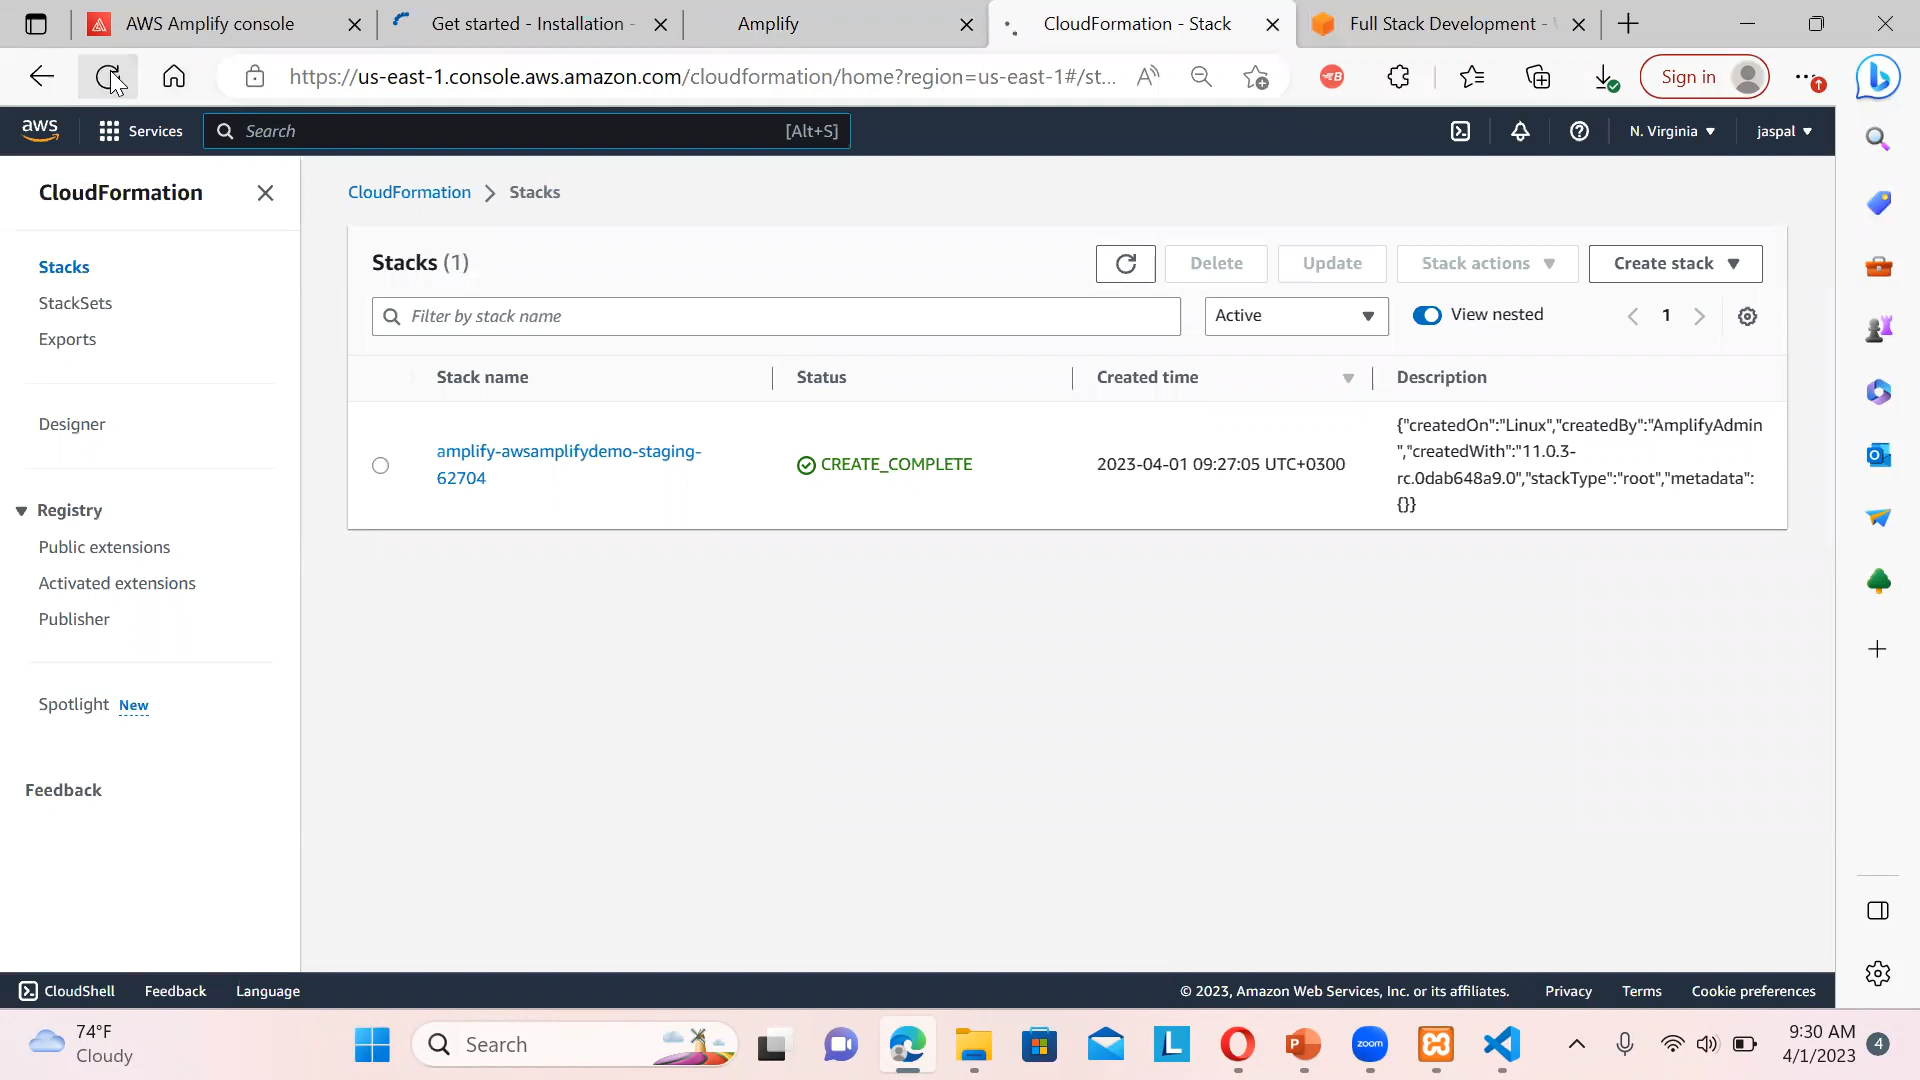 AWS Amplify console
Get started - Installation -
Amplify
CloudFormation - Stack
Full Stack Development -
https://us-east-1.console.aws.amazon.com/cloudformation/home?region=us-east-1#/st...
Sign in
aws
Services
Search
[Alt+S]
N. Virginia
jaspal
CloudFormation
Stacks
StackSets
Exports
Designer
Registry
Public extensions
Activated extensions
Publisher
Spotlight New
Feedback
CloudFormation
Stacks
Stacks (1)
Delete
Update
Stack actions
Create stack
Filter by stack name
Active
View nested
1
Stack name
Status
Created time
Description
amplify-awsamplifydemo-staging-
62704
CREATE_COMPLETE
2023-04-01 09:27:05 UTC+0300
{"createdOn":"Linux","createdBy":"AmplifyAdmin
","createdWith":"11.0.3-
rc.0dab648a9.0","stackType":"root","metadata":
{}}
CloudShell
Feedback
Language
© 2023, Amazon Web Services, Inc. or its affiliates.
Privacy
Terms
Cookie preferences
74°F
Cloudy
Search
L
P
zoom
9:30 AM
4/1/2023
4